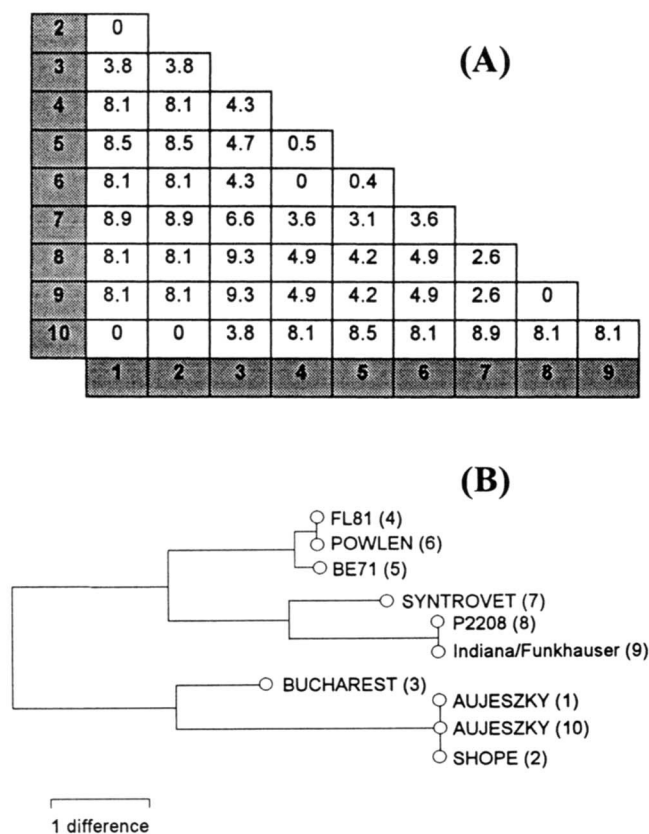 2 0
(A)
3 3.8 3.8
4 8.1 8.1 4.3
5 8.5 8.5 4.7 0.5
6 8.1 8.1 4.3 0 0.4
7 8.9 8.9 6.6 3.6 3.1 3.6
8 8.1 8.1 9.3 4.9 4.2 4.9 2.6
9 8.1 8.1 9.3 4.9 4.2 4.9 2.6 0
10 0 0 3.8 8.1 8.5 8.1 8.9 8.1 8.1
1 2 3 4 5 6 7 8 9
(B)
FL81 (4)
POWLEN (6)
BE71 (5)
SYNTROVET (7)
P2208 (8)
Indiana/Funkhauser (9)
BUCHAREST (3)
AUJESZKY (1)
AUJESZKY (10)
SHOPE (2)
1 difference